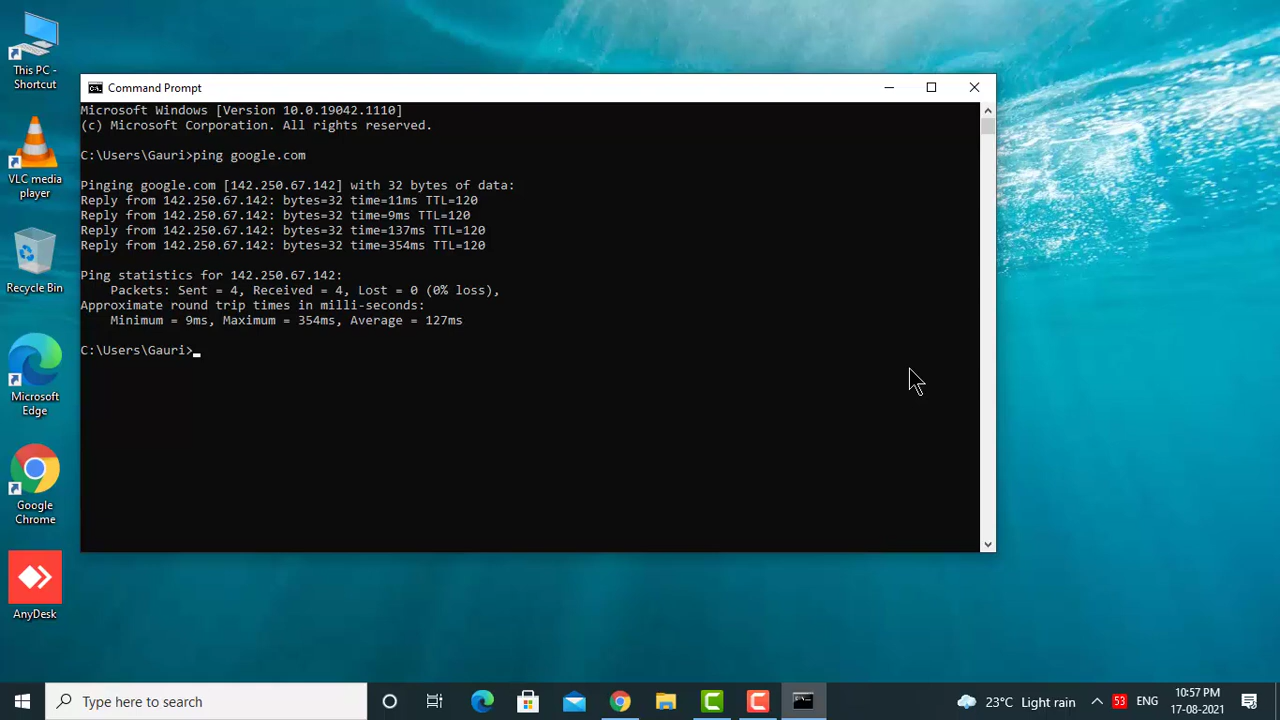 This PC -
Shortcut
VLC media
player
Recycle Bin
Microsoft
Edge
Google
Chrome
AnyDesk
Command Prompt
Microsoft Windows [Version 10.0.19042.1110]
(c) Microsoft Corporation. All rights reserved.
C:\Users\Gauri>ping google.com
Pinging google.com [142.250.67.142] with 32 bytes of data:
Reply from 142.250.67.142: bytes=32 time=11ms TTL=120
Reply from 142.250.67.142: bytes=32 time=9ms TTL=120
Reply from 142.250.67.142: bytes=32 time=137ms TTL=120
Reply from 142.250.67.142: bytes=32 time=354ms TTL=120
Ping statistics for 142.250.67.142:
Packets: Sent = 4, Received = 4, Lost = 0 (0% loss),
Approximate round trip times in milli-seconds:
Minimum = 9ms, Maximum = 354ms, Average = 127ms
C:\Users\Gauri>_
Type here to search
23°C Light rain
53
ENG
10:57 PM
17-08-2021